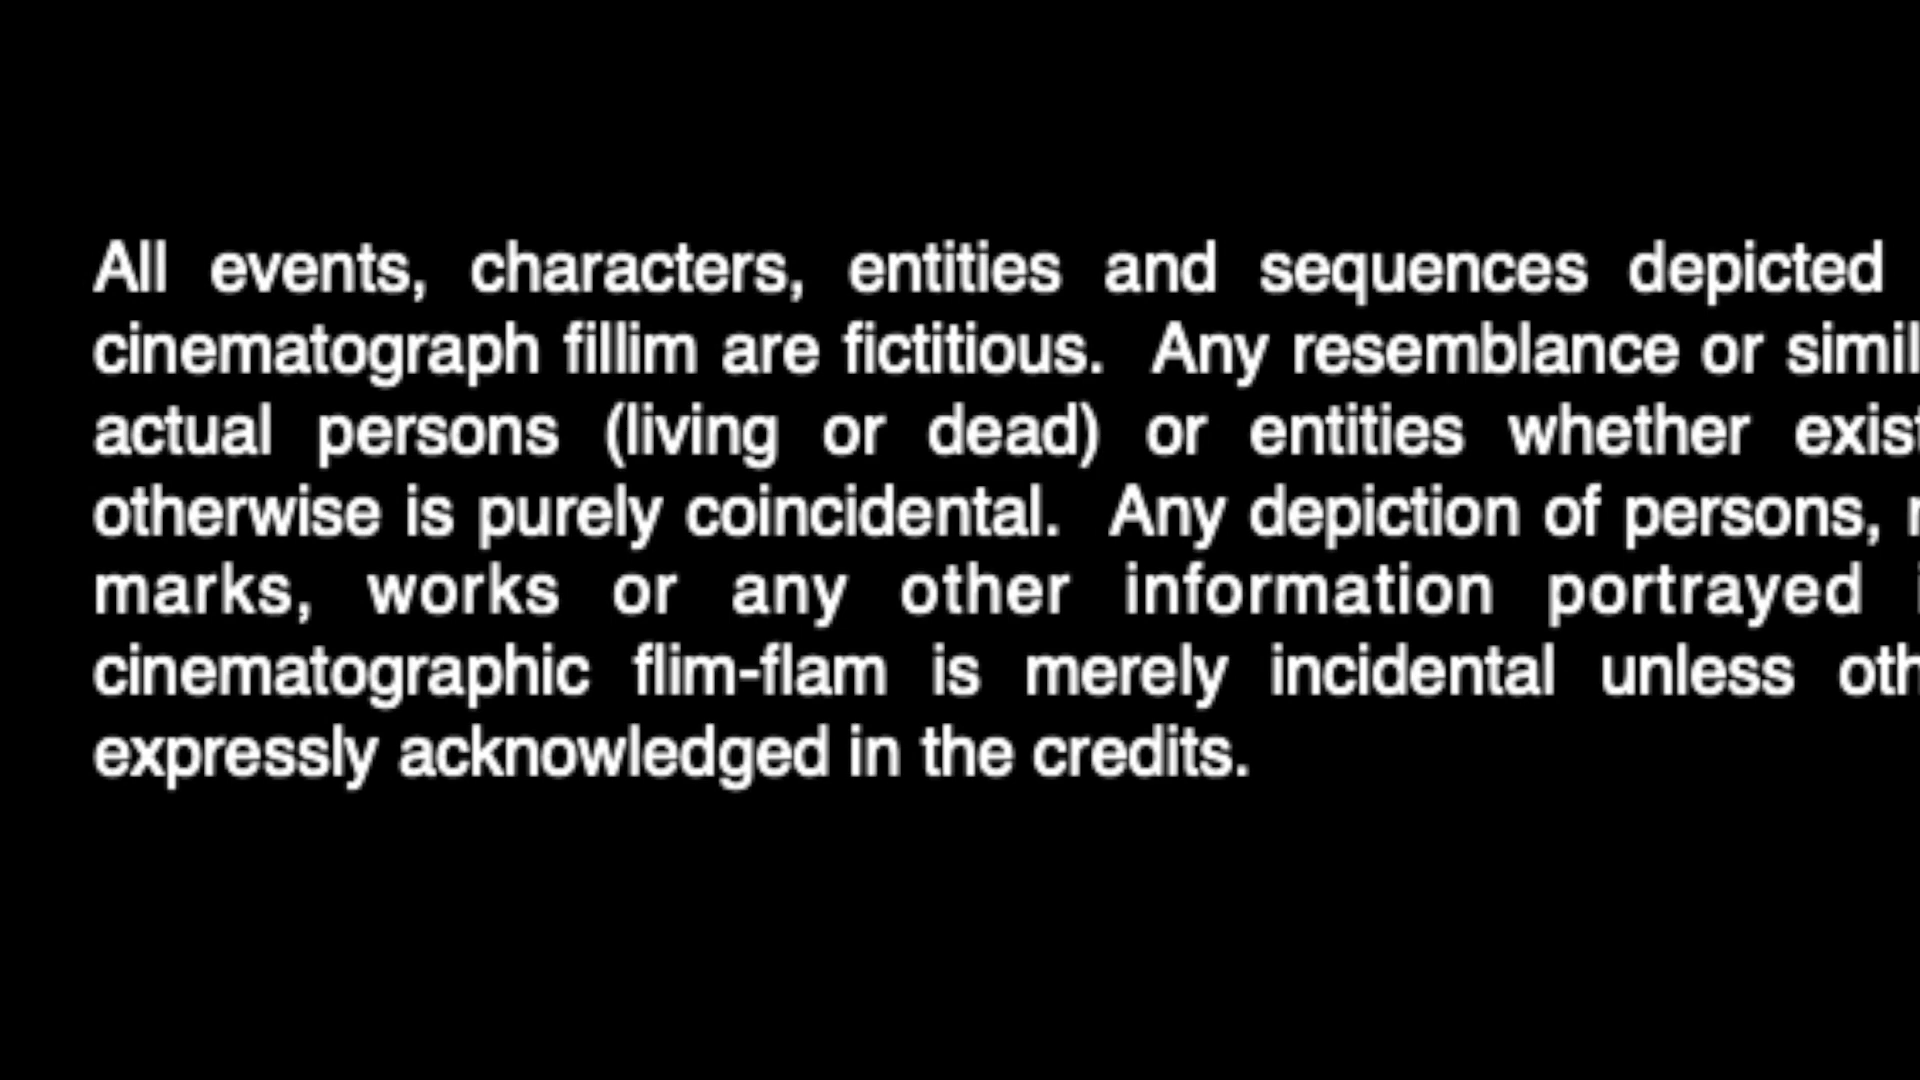 All events, characters, entities and sequences depicted
cinematograph fillim are fictitious. Any resemblance or simil
actual persons (living or dead) or entities whether exist
otherwise is purely coincidental. Any depiction of persons,
marks, works or any other information portrayed
cinematographic flim-flam is merely incidental unless oth
expressly acknowledged in the credits.